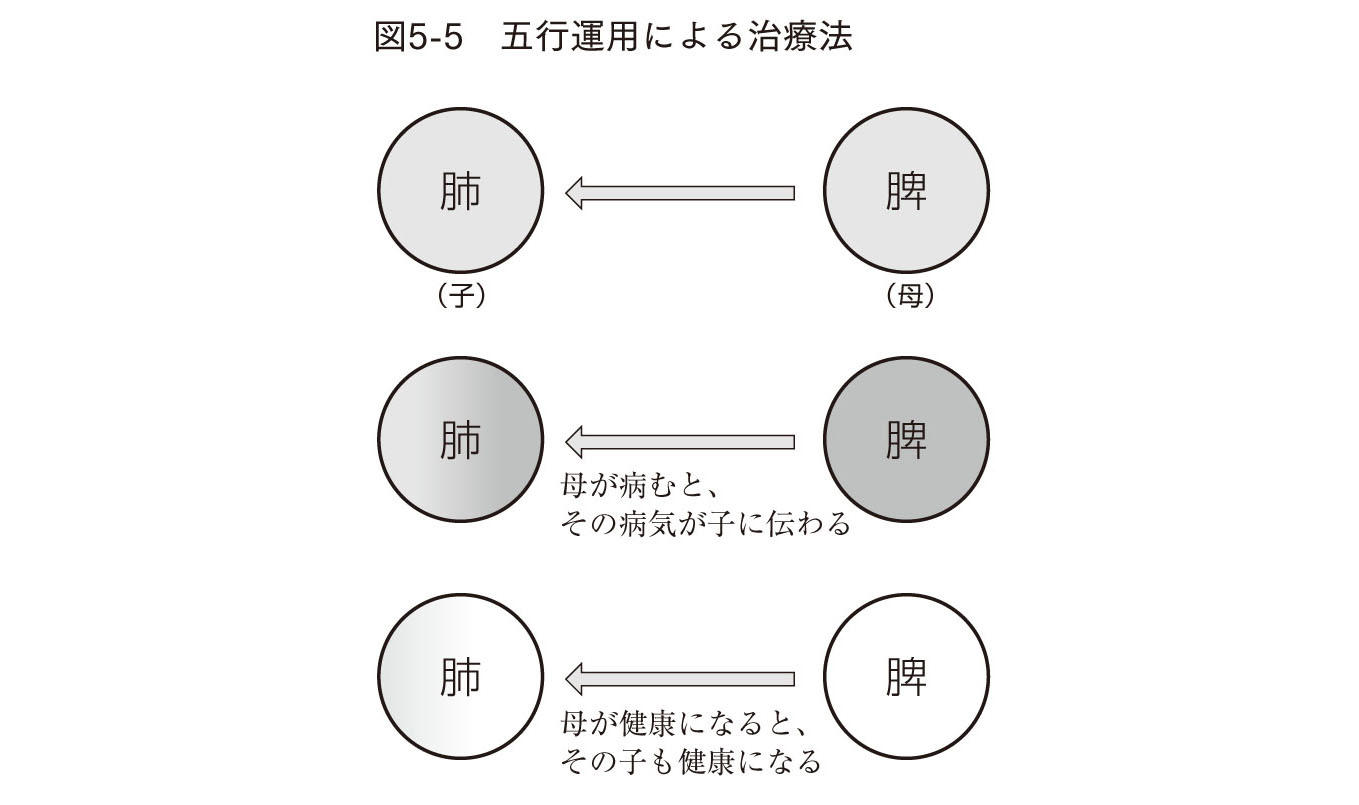 図5-5　五行運用による治療法
肺
脾
（子）
（母）
肺
脾
母が病むと、
その病気が子に伝わる
肺
脾
母が健康になると、
その子も健康になる